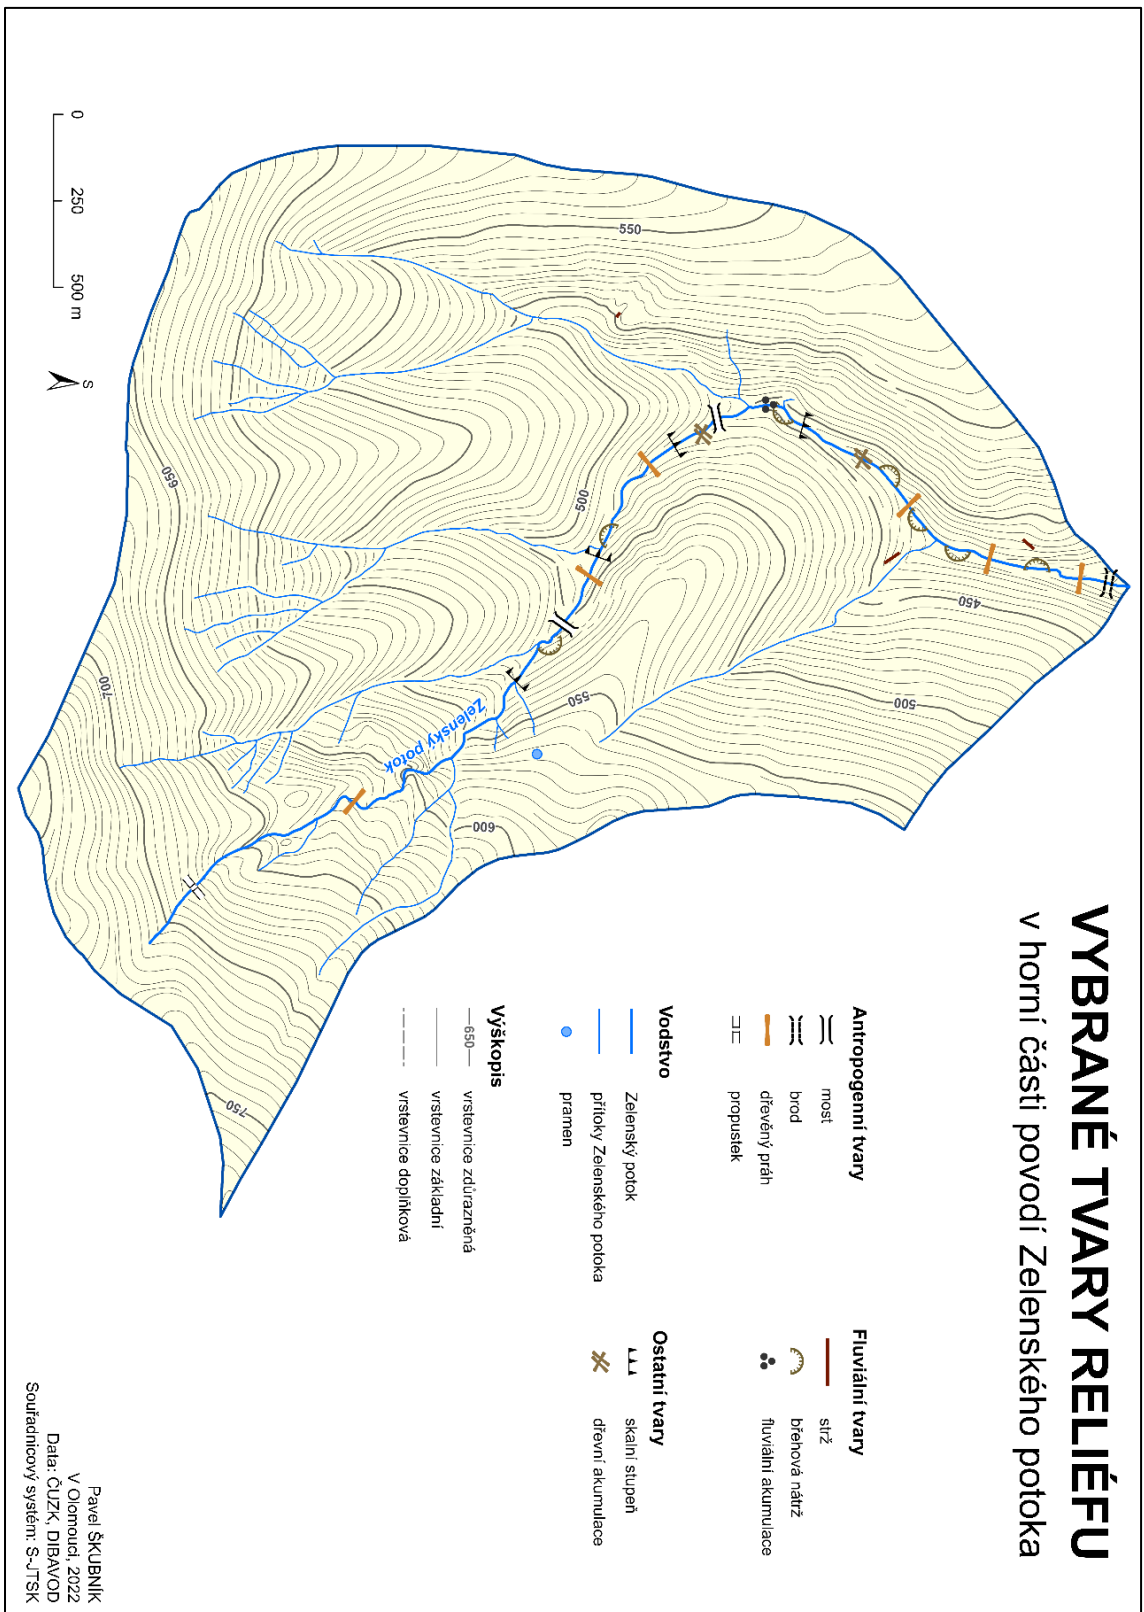 VYBRANÉ TVARY RELIÉFU
v horní části povodí Zelenského potoka
Antropogenní tvary
most
brod
dřevěný práh
propustek
Fluviální tvary
strž
břehová nátrž
fluviální akumulace
Vodstvo
Zelenský potok
přítoky Zelenského potoka
pramen
Ostatní tvary
skalní stupeň
dřevní akumulace
Výškopis
650
vrstevnice zdůrazněná
vrstevnice základní
vrstevnice doplňková
450
500
550
500
550
600
650
700
750
Zelenský potok
S
0 250 500 m
Pavel ŠKUBNÍK
V Olomouci, 2022
Data: ČUZK, DIBAVOD
Souřadnicový systém: S-JTSK